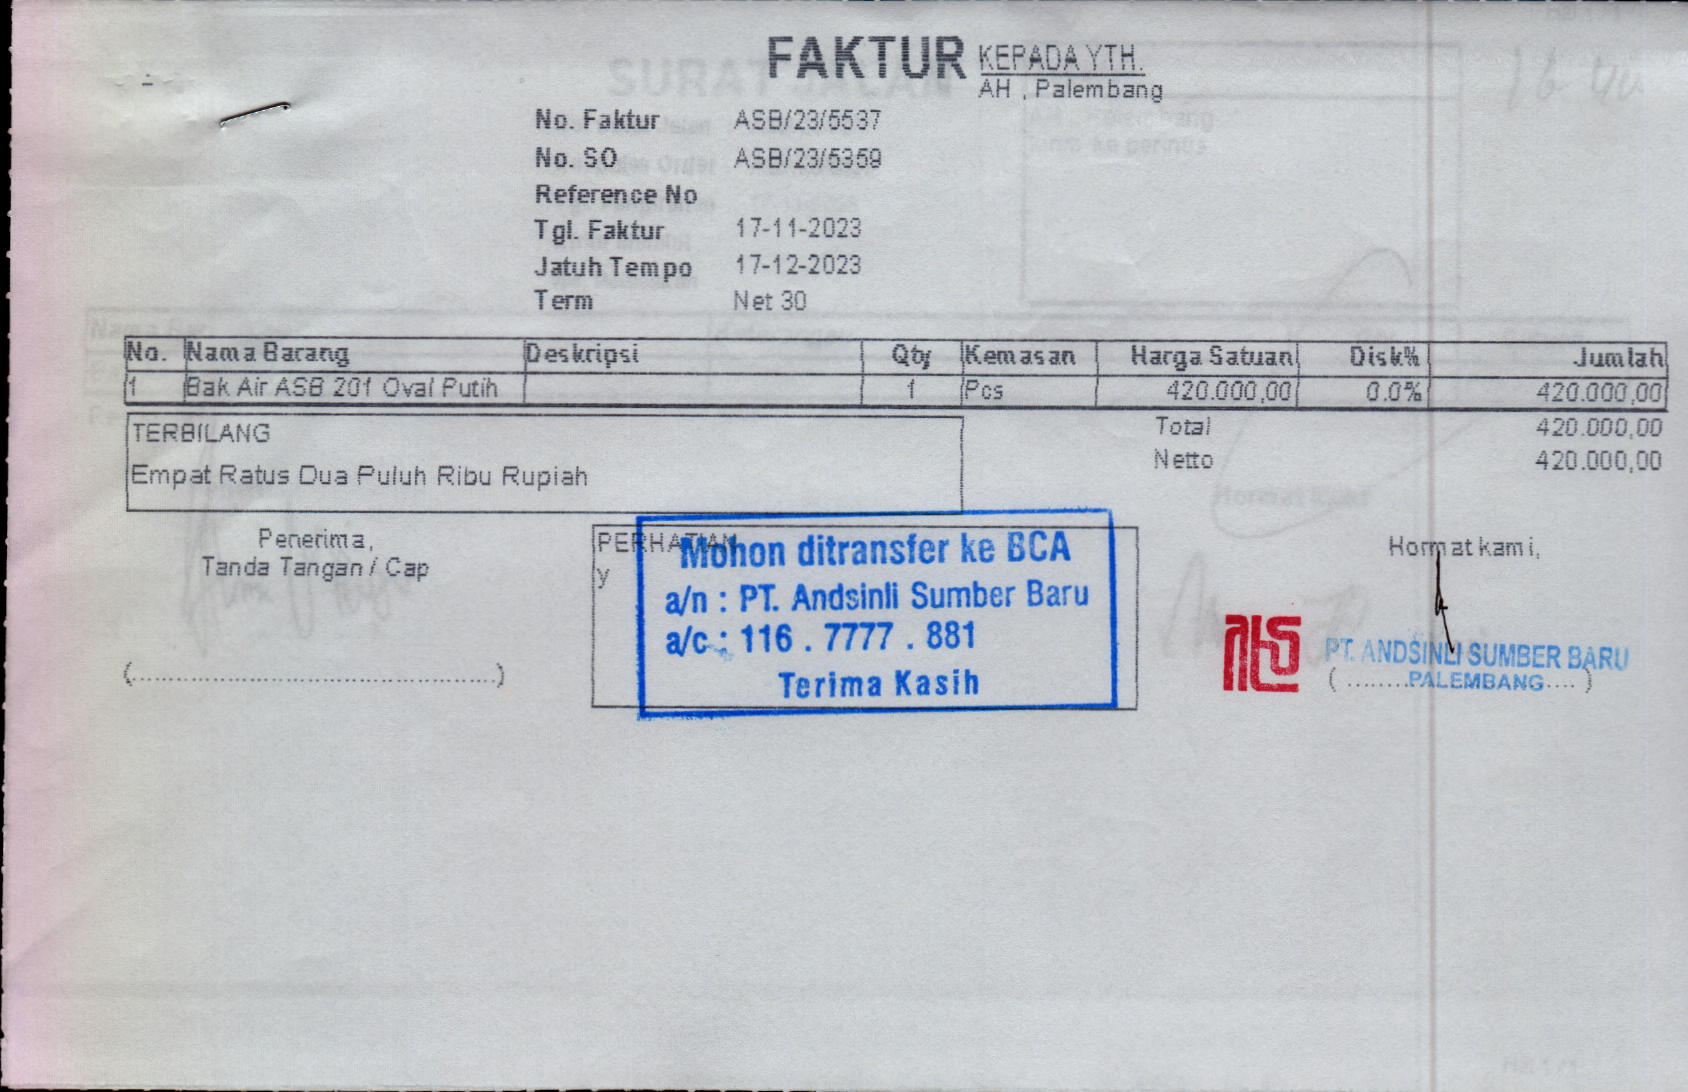 FAKTUR
KEPADA YTH.
AH , Palembang
No. Faktur ASB/23/5537
No. SO ASB/23/5359
Reference No
Tgl. Faktur 17-11-2023
Jatuh Tempo 17-12-2023
Term Net 30
No. Nama Barang Deskripsi Qty Kemasan Harga Satuan Disk% Jumlah
1 Bak Air ASB 201 Oval Putih 1 Pcs 420.000,00 0.0% 420.000,00
Total 420.000,00
Netto 420.000,00
TERBILANG
Empat Ratus Dua Puluh Ribu Rupiah
Penerima,
Tanda Tangan / Cap
(..............................................)
PERHATIAN
y
Mohon ditransfer ke BCA
a/n : PT. Andsinli Sumber Baru
a/c : 116 . 7777 . 881
Terima Kasih
Hormat kami,
PT. ANDSINLI SUMBER BARU
( ........PALEMBANG.... )